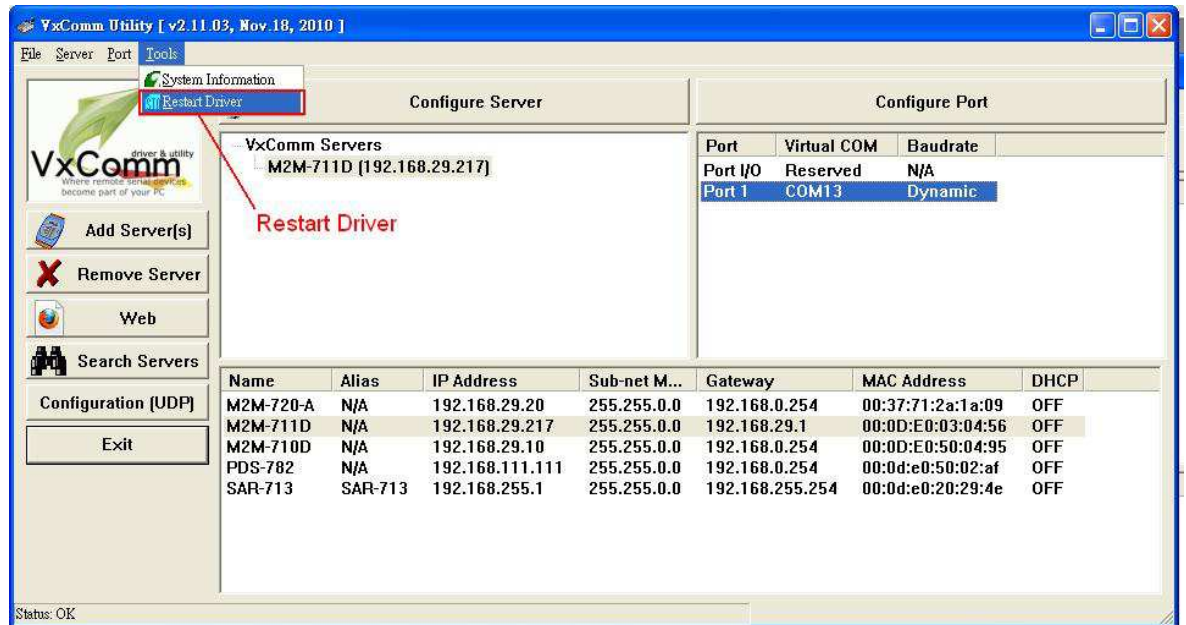 VxComm Utility [ v2.11.03, Nov.18, 2010 ]
File Server Port Tools
System Information
Restart Driver
Configure Server
Configure Port
VxComm
driver & utility
Where remote serial devices
become part of your PC
Add Server(s)
Remove Server
Web
Search Servers
Configuration (UDP)
Exit
VxComm Servers
M2M-711D (192.168.29.217)
Restart Driver
Port Virtual COM Baudrate
Port I/O Reserved N/A
Port 1 COM13 Dynamic
Name Alias IP Address Sub-net M... Gateway MAC Address DHCP
M2M-720-A N/A 192.168.29.20 255.255.0.0 192.168.0.254 00:37:71:2a:1a:09 OFF
M2M-711D N/A 192.168.29.217 255.255.0.0 192.168.29.1 00:0D:E0:03:04:56 OFF
M2M-710D N/A 192.168.29.10 255.255.0.0 192.168.0.254 00:0D:E0:50:04:95 OFF
PDS-782 N/A 192.168.111.111 255.255.0.0 192.168.0.254 00:0d:e0:50:02:af OFF
SAR-713 SAR-713 192.168.255.1 255.255.0.0 192.168.255.254 00:0d:e0:20:29:4e OFF
Status: OK